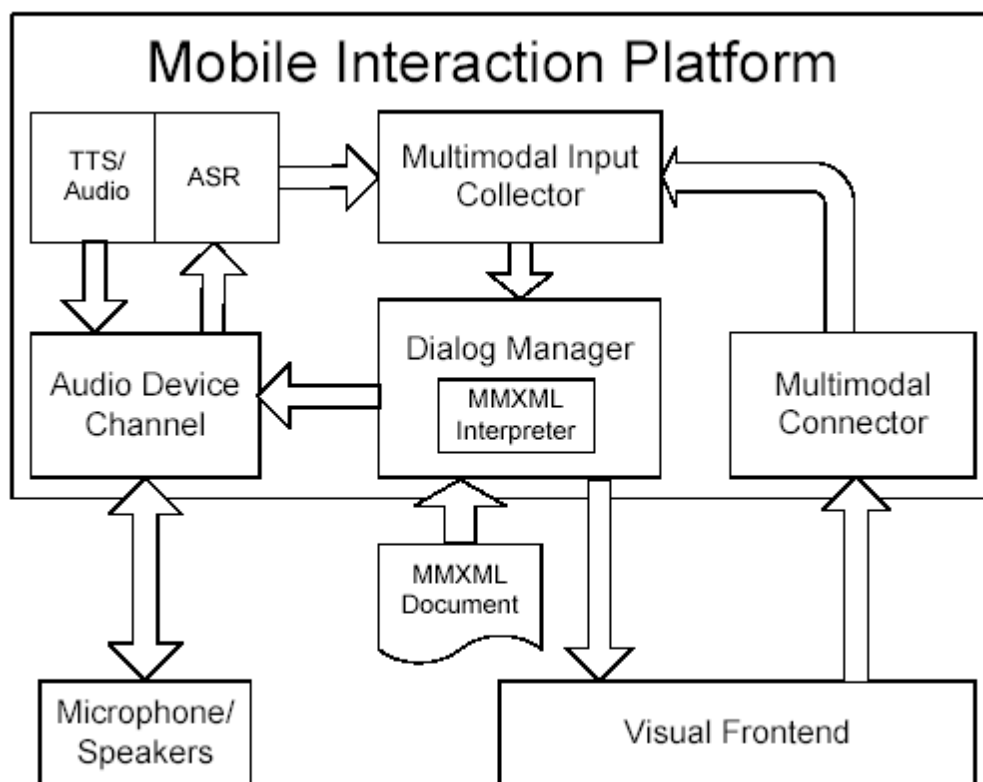 Mobile Interaction Platform
TTS/
Audio
ASR
Multimodal Input
Collector
Audio Device
Channel
Dialog Manager
MMXML
Interpreter
Multimodal
Connector
MMXML
Document
Microphone/
Speakers
Visual Frontend